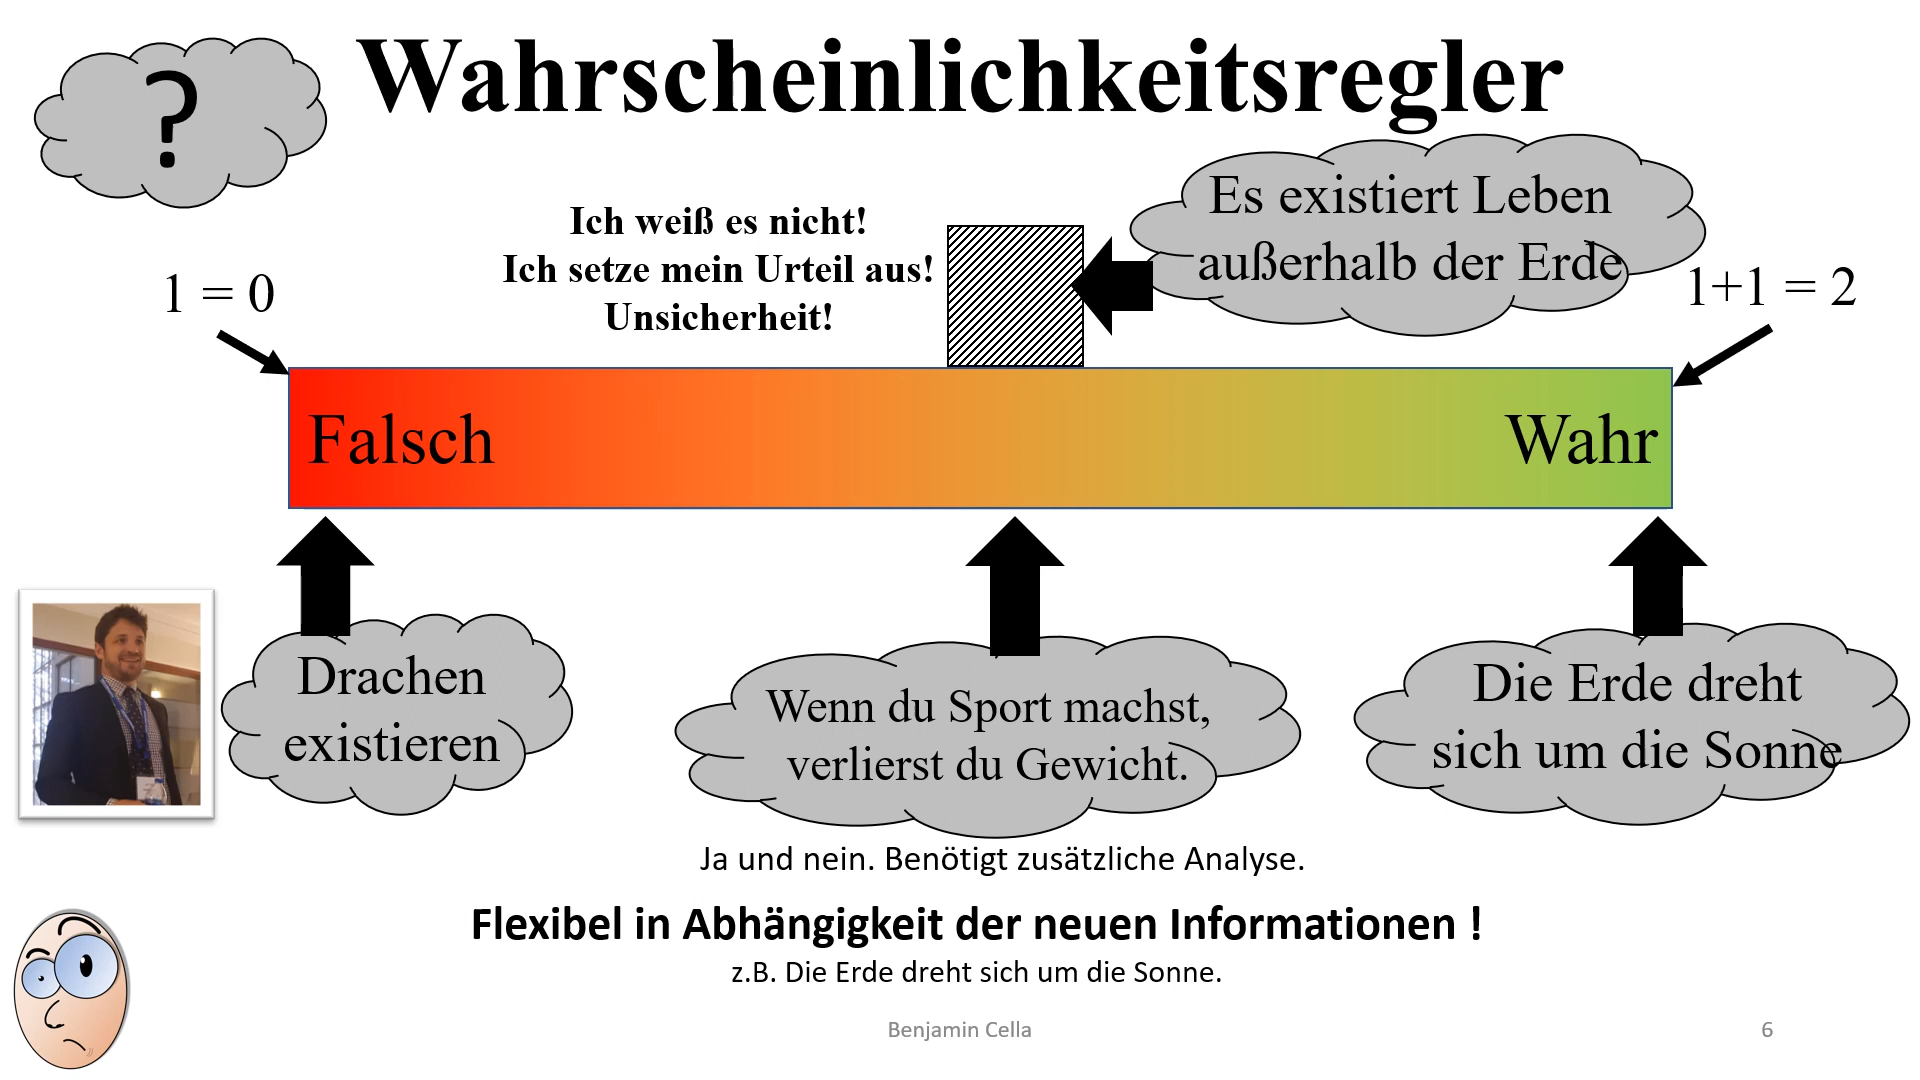 ?
Wahrscheinlichkeitsregler
Es existiert Leben
außerhalb der Erde
Ich weiß es nicht!
Ich setze mein Urteil aus!
Unsicherheit!
1 = 0
1+1 = 2
Falsch
Wahr
Drachen
existieren
Wenn du Sport machst,
verlierst du Gewicht.
Die Erde dreht
sich um die Sonne
Ja und nein. Benötigt zusätzliche Analyse.
Flexibel in Abhängigkeit der neuen Informationen !
z.B. Die Erde dreht sich um die Sonne.
Benjamin Cella
6